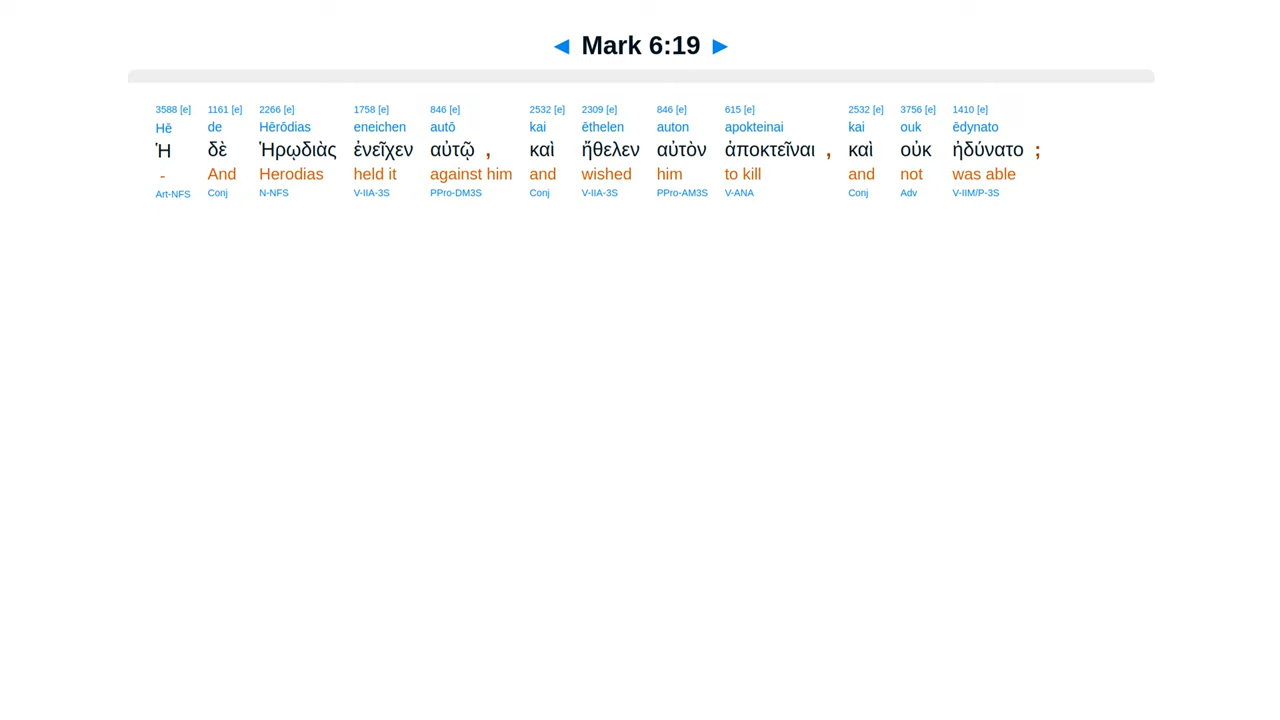 ◄ Mark 6:19 ►
3588 [e] 1161 [e] 2266 [e] 1758 [e] 846 [e] 2532 [e] 2309 [e] 846 [e] 615 [e] 2532 [e] 3756 [e] 1410 [e]
Hē de Hērōdias eneichen autō kai ēthelen auton apokteinai kai ouk ēdynato
Ἡ δὲ Ἡρῳδιὰς ἐνεῖχεν αὐτῷ , καὶ ἤθελεν αὐτὸν ἀποκτεῖναι , καὶ οὐκ ἠδύνατο ;
- And Herodias held it against him and wished him to kill and not was able
Art-NFS Conj N-NFS V-IIA-3S PPro-DM3S Conj V-IIA-3S PPro-AM3S V-ANA Conj Adv V-IIM/P-3S